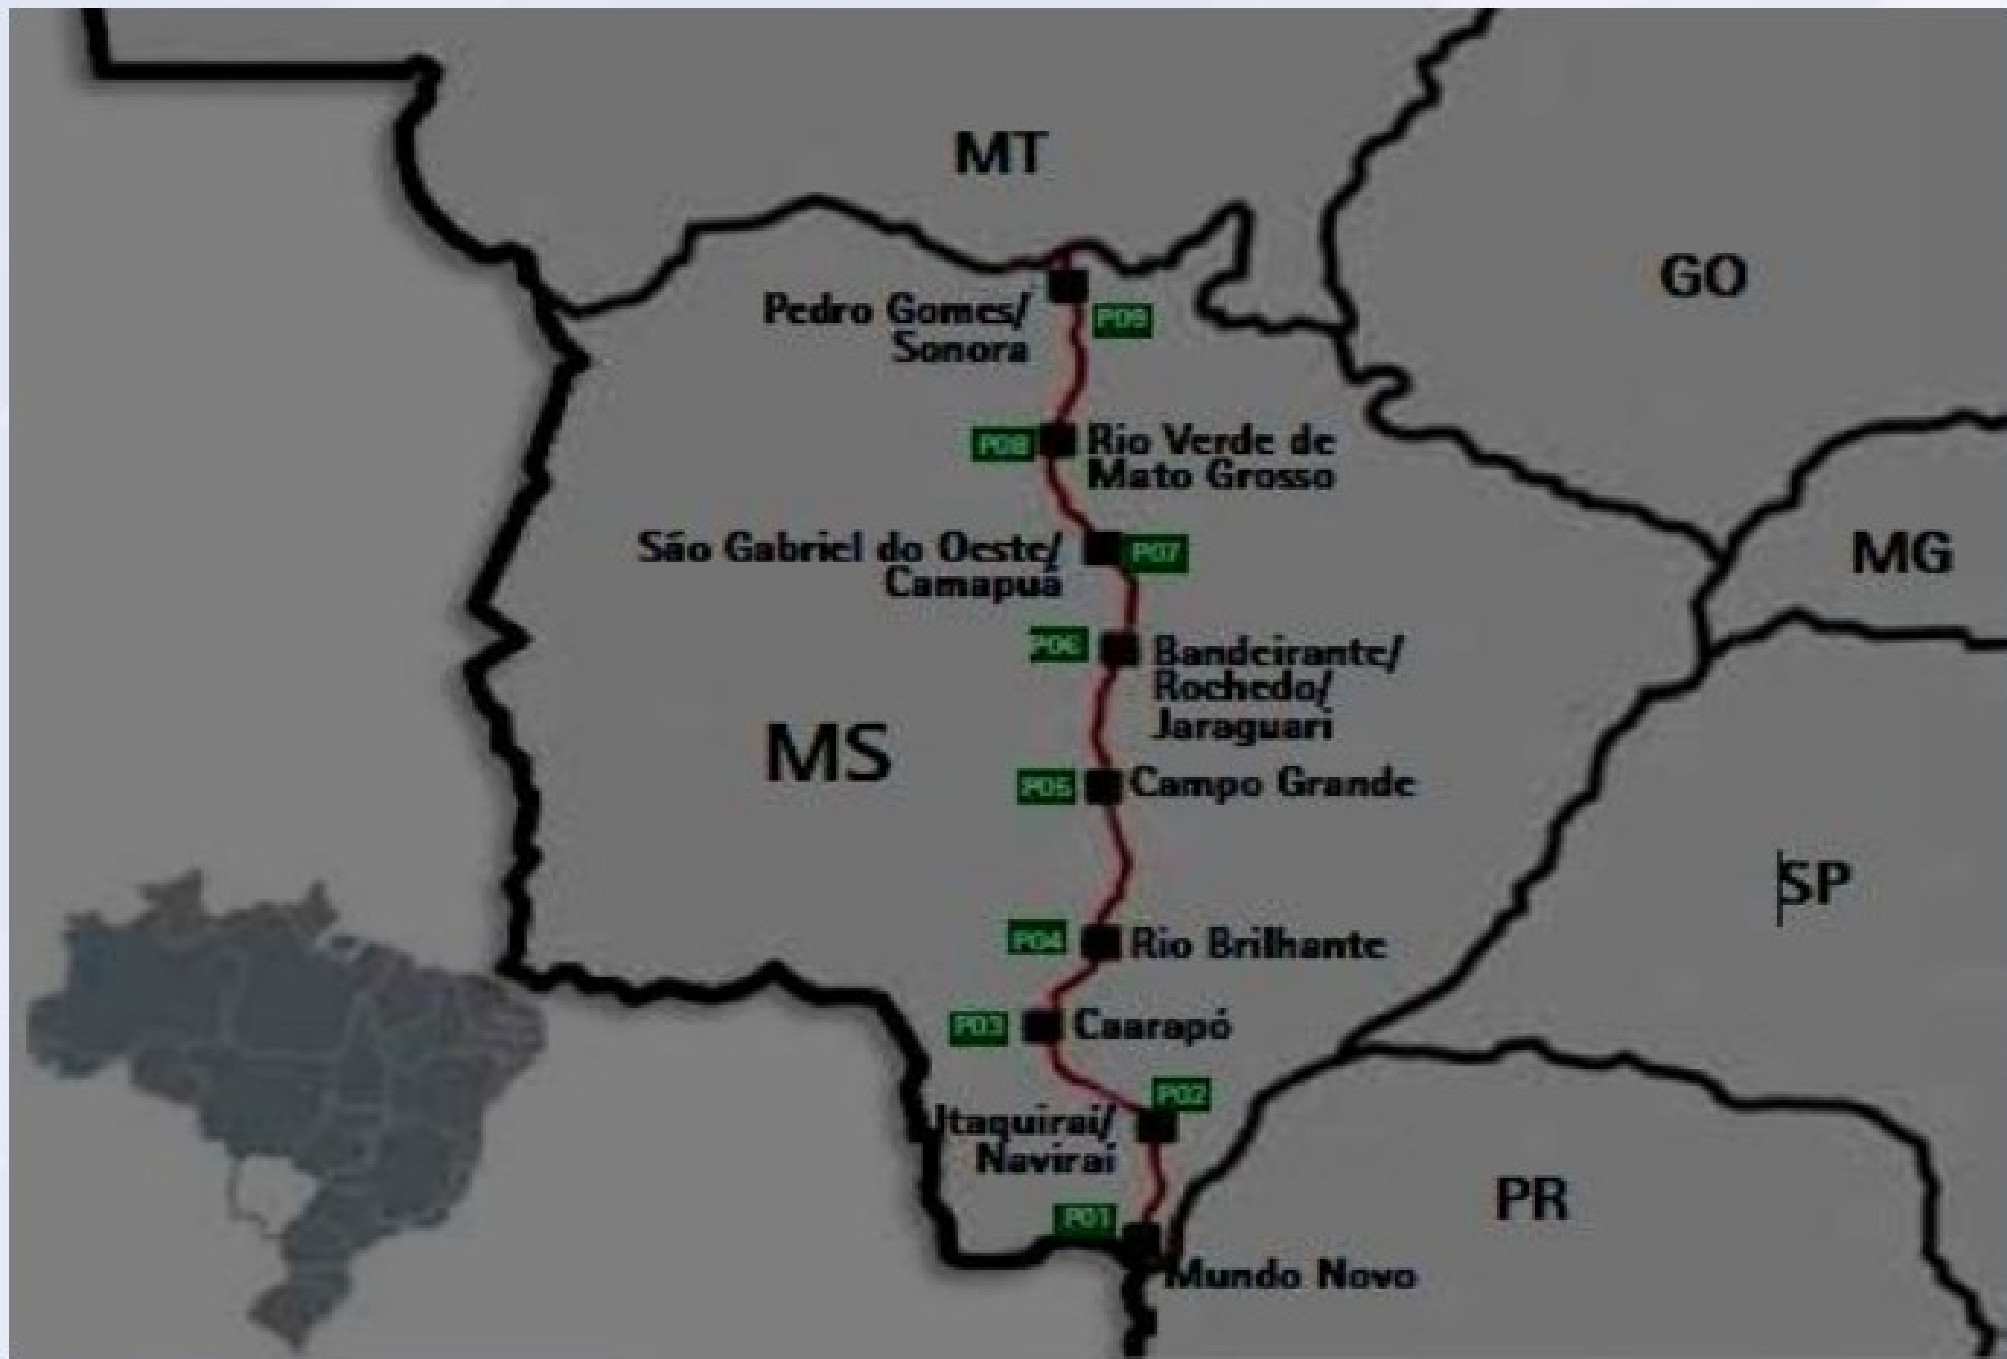 MT
GO
Pedro Gomes/
Sonora
P09
P08
Rio Verde de
Mato Grosso
São Gabriel do Oeste/
Camapuã
P07
MG
P06
Bandeirante/
Rochedo/
Jaraguari
MS
P05
Campo Grande
SP
P04
Rio Brilhante
P03
Caarapó
P02
Itaquirai/
Navirai
PR
P01
Mundo Novo